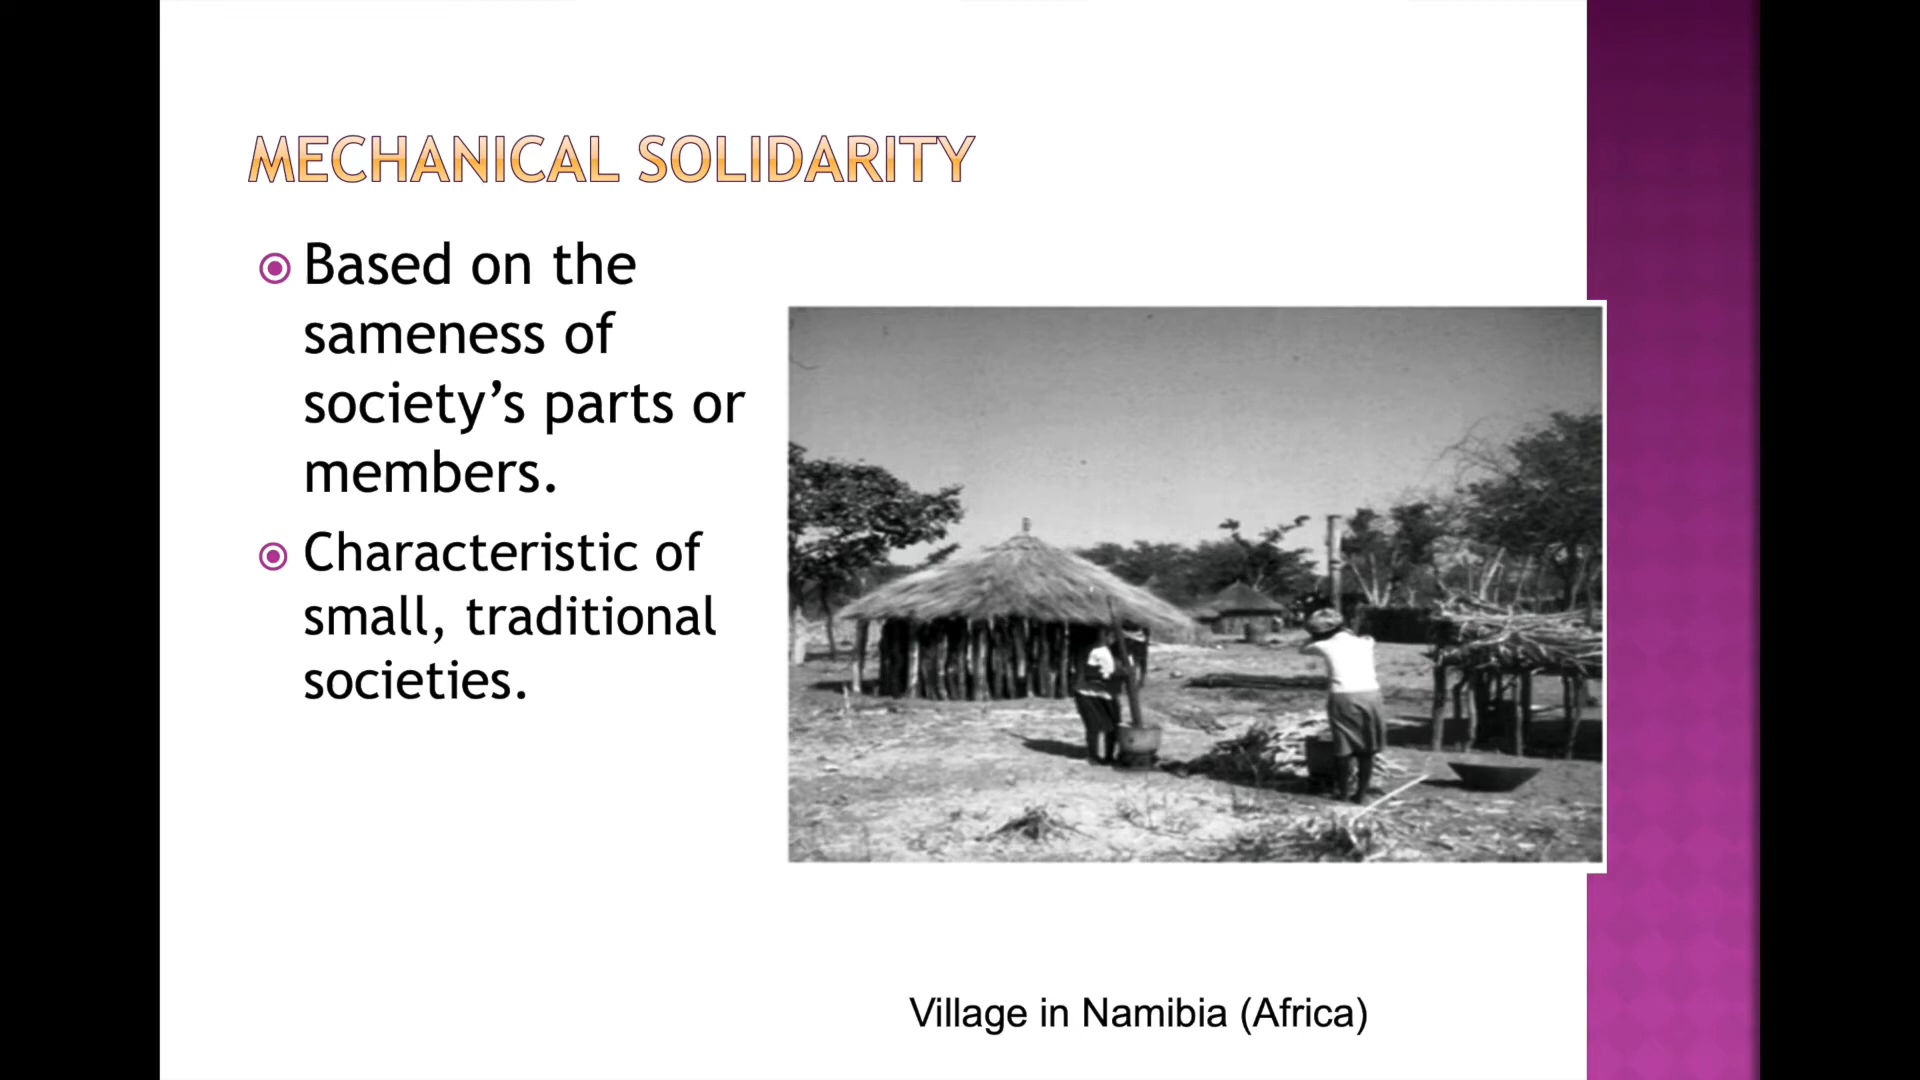 MECHANICAL SOLIDARITY
Based on the
sameness of
society’s parts or
members.
Characteristic of
small, traditional
societies.
Village in Namibia (Africa)